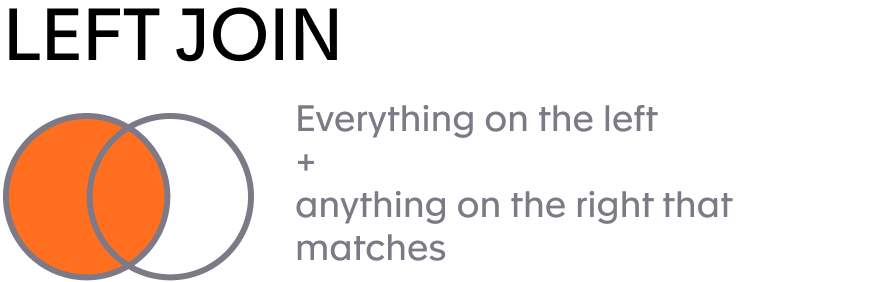 LEFT JOIN
Everything on the left
+
anything on the right that
matches